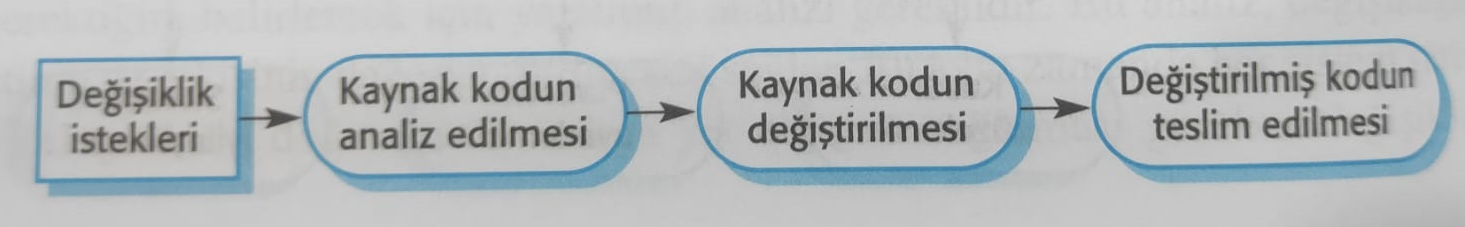 Değişiklik
istekleri
Kaynak kodun
analiz edilmesi
Kaynak kodun
değiştirilmesi
Değiştirilmiş kodun
teslim edilmesi